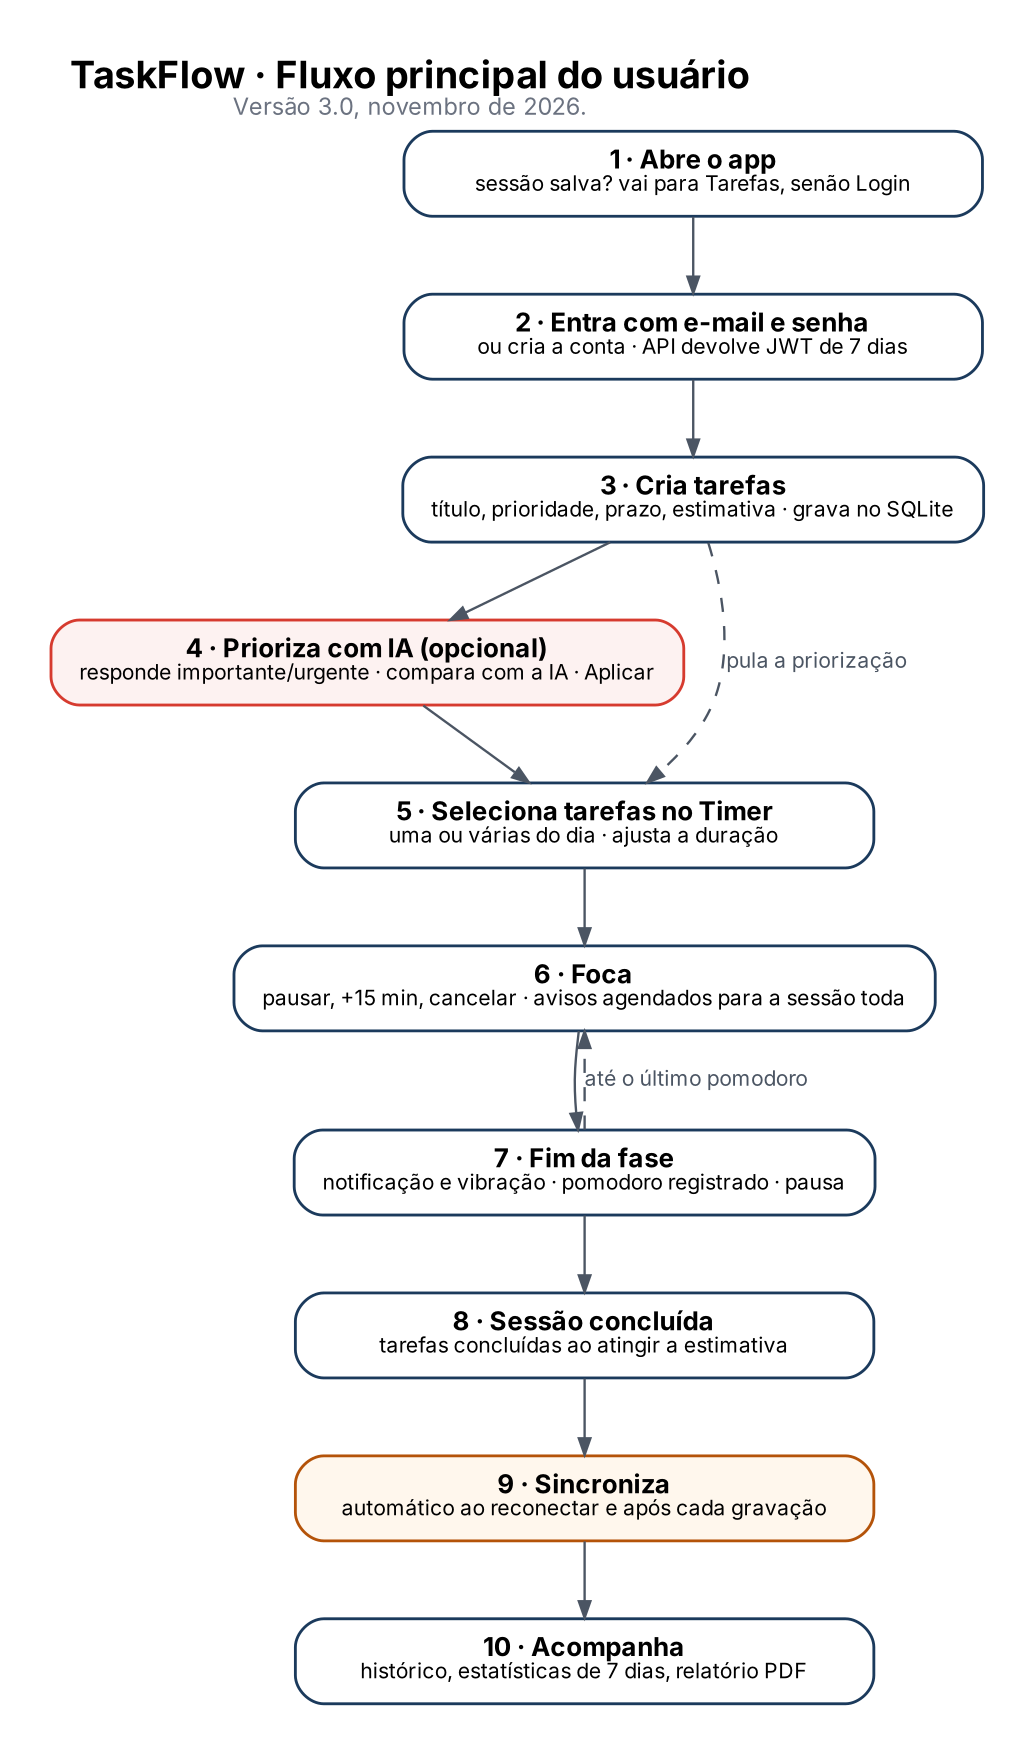 TaskFlow · Fluxo principal do usuário
Versão 3.0, novembro de 2026.
1 · Abre o app
sessão salva? vai para Tarefas, senão Login
2 · Entra com e-mail e senha
ou cria a conta · API devolve JWT de 7 dias
3 · Cria tarefas
título, prioridade, prazo, estimativa · grava no SQLite
4 · Prioriza com IA (opcional)
responde importante/urgente · compara com a IA · Aplicar
pula a priorização
5 · Seleciona tarefas no Timer
uma ou várias do dia · ajusta a duração
6 · Foca
pausar, +15 min, cancelar · avisos agendados para a sessão toda
até o último pomodoro
7 · Fim da fase
notificação e vibração · pomodoro registrado · pausa
8 · Sessão concluída
tarefas concluídas ao atingir a estimativa
9 · Sincroniza
automático ao reconectar e após cada gravação
10 · Acompanha
histórico, estatísticas de 7 dias, relatório PDF